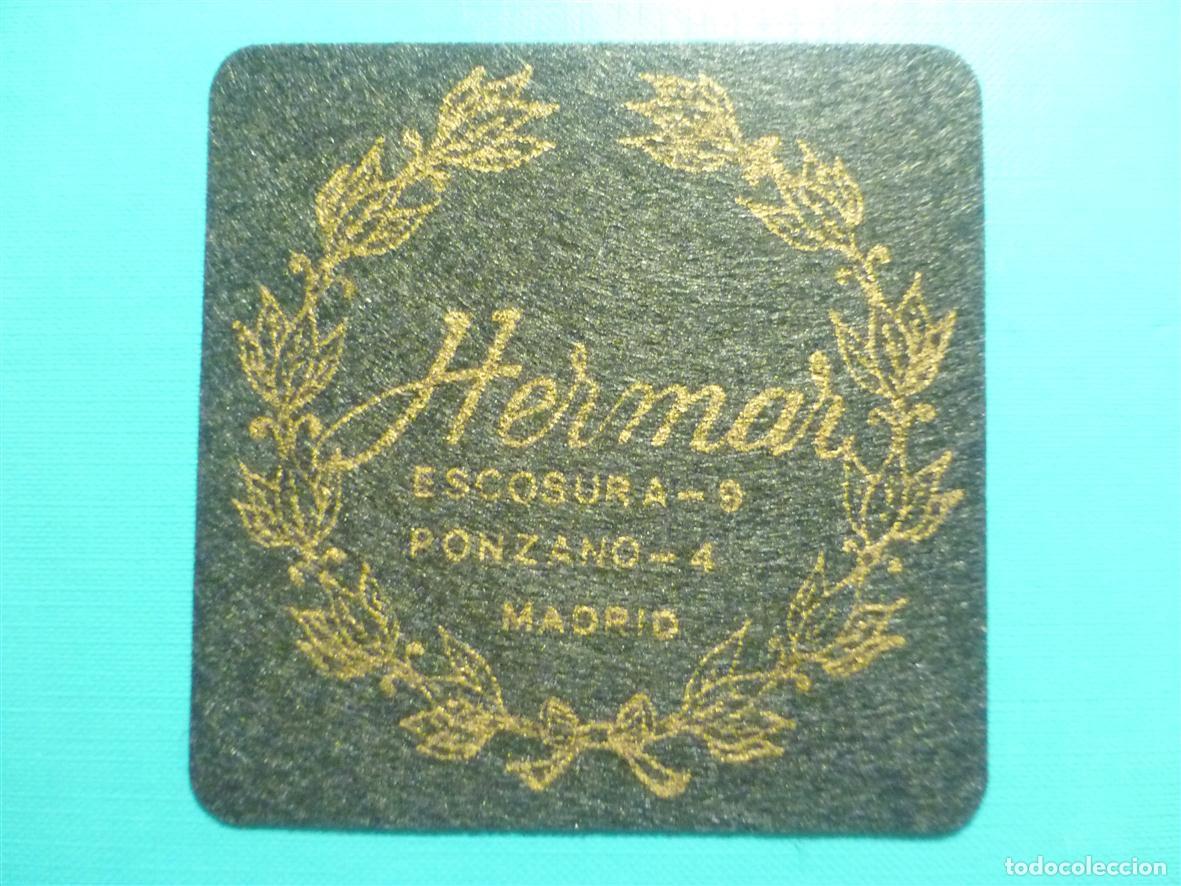 Hermar
ESCOSURA-9
PONZANO-4
MADRID
todocoleccion